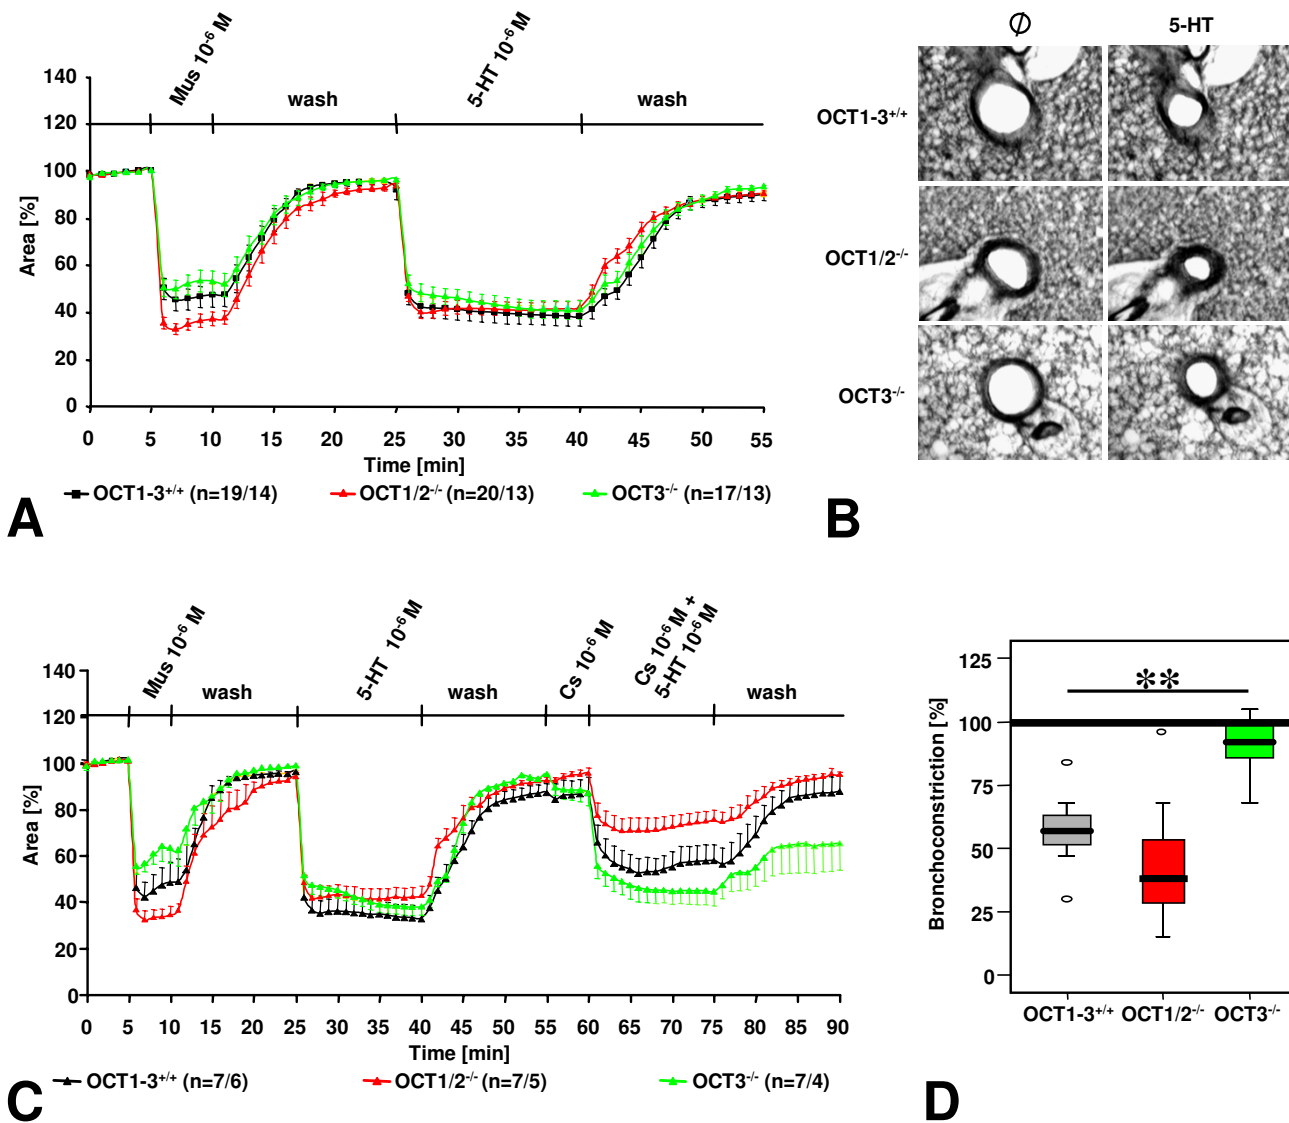 Mus 10⁻⁶ M
5-HT 10⁻⁶ M
wash
wash
140
120
100
80
60
40
20
0
Area [%]
0 5 10 15 20 25 30 35 40 45 50 55
Time [min]
OCT1-3⁺/⁺ (n=19/14) OCT1/2⁻/⁻ (n=20/13) OCT3⁻/⁻ (n=17/13)
A
Ø 5-HT
OCT1-3⁺/⁺
OCT1/2⁻/⁻
OCT3⁻/⁻
B
Mus 10⁻⁶ M
wash
5-HT 10⁻⁶ M
wash
Cs 10⁻⁶ M
Cs 10⁻⁶ M +
5-HT 10⁻⁶ M
wash
140
120
100
80
60
40
20
0
Area [%]
0 5 10 15 20 25 30 35 40 45 50 55 60 65 70 75 80 85 90
Time [min]
OCT1-3⁺/⁺ (n=7/6) OCT1/2⁻/⁻ (n=7/5) OCT3⁻/⁻ (n=7/4)
C
**
125
100
75
50
25
0
Bronchoconstriction [%]
OCT1-3⁺/⁺ OCT1/2⁻/⁻ OCT3⁻/⁻
D